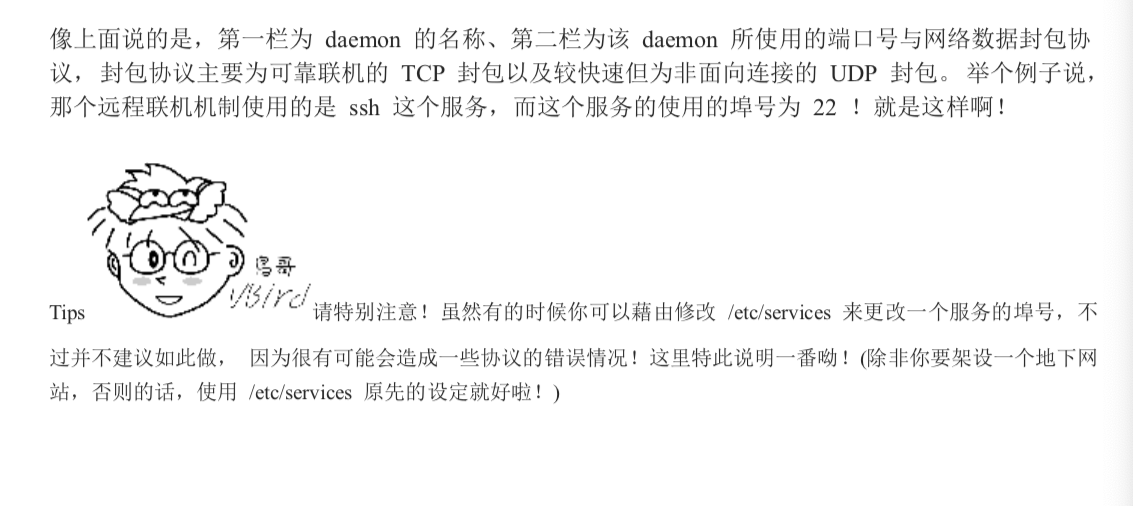 像上面说的是，第一栏为 daemon 的名称、第二栏为该 daemon 所使用的端口号与网络数据封包协
议，封包协议主要为可靠联机的 TCP 封包以及较快速但为非面向连接的 UDP 封包。 举个例子说，
那个远程联机机制使用的是 ssh 这个服务，而这个服务的使用的埠号为 22 ！就是这样啊！
鸟哥
VBird
Tips 请特别注意！虽然有的时候你可以藉由修改 /etc/services 来更改一个服务的埠号，不
过并不建议如此做， 因为很有可能会造成一些协议的错误情况！这里特此说明一番呦！(除非你要架设一个地下网
站，否则的话，使用 /etc/services 原先的设定就好啦！)